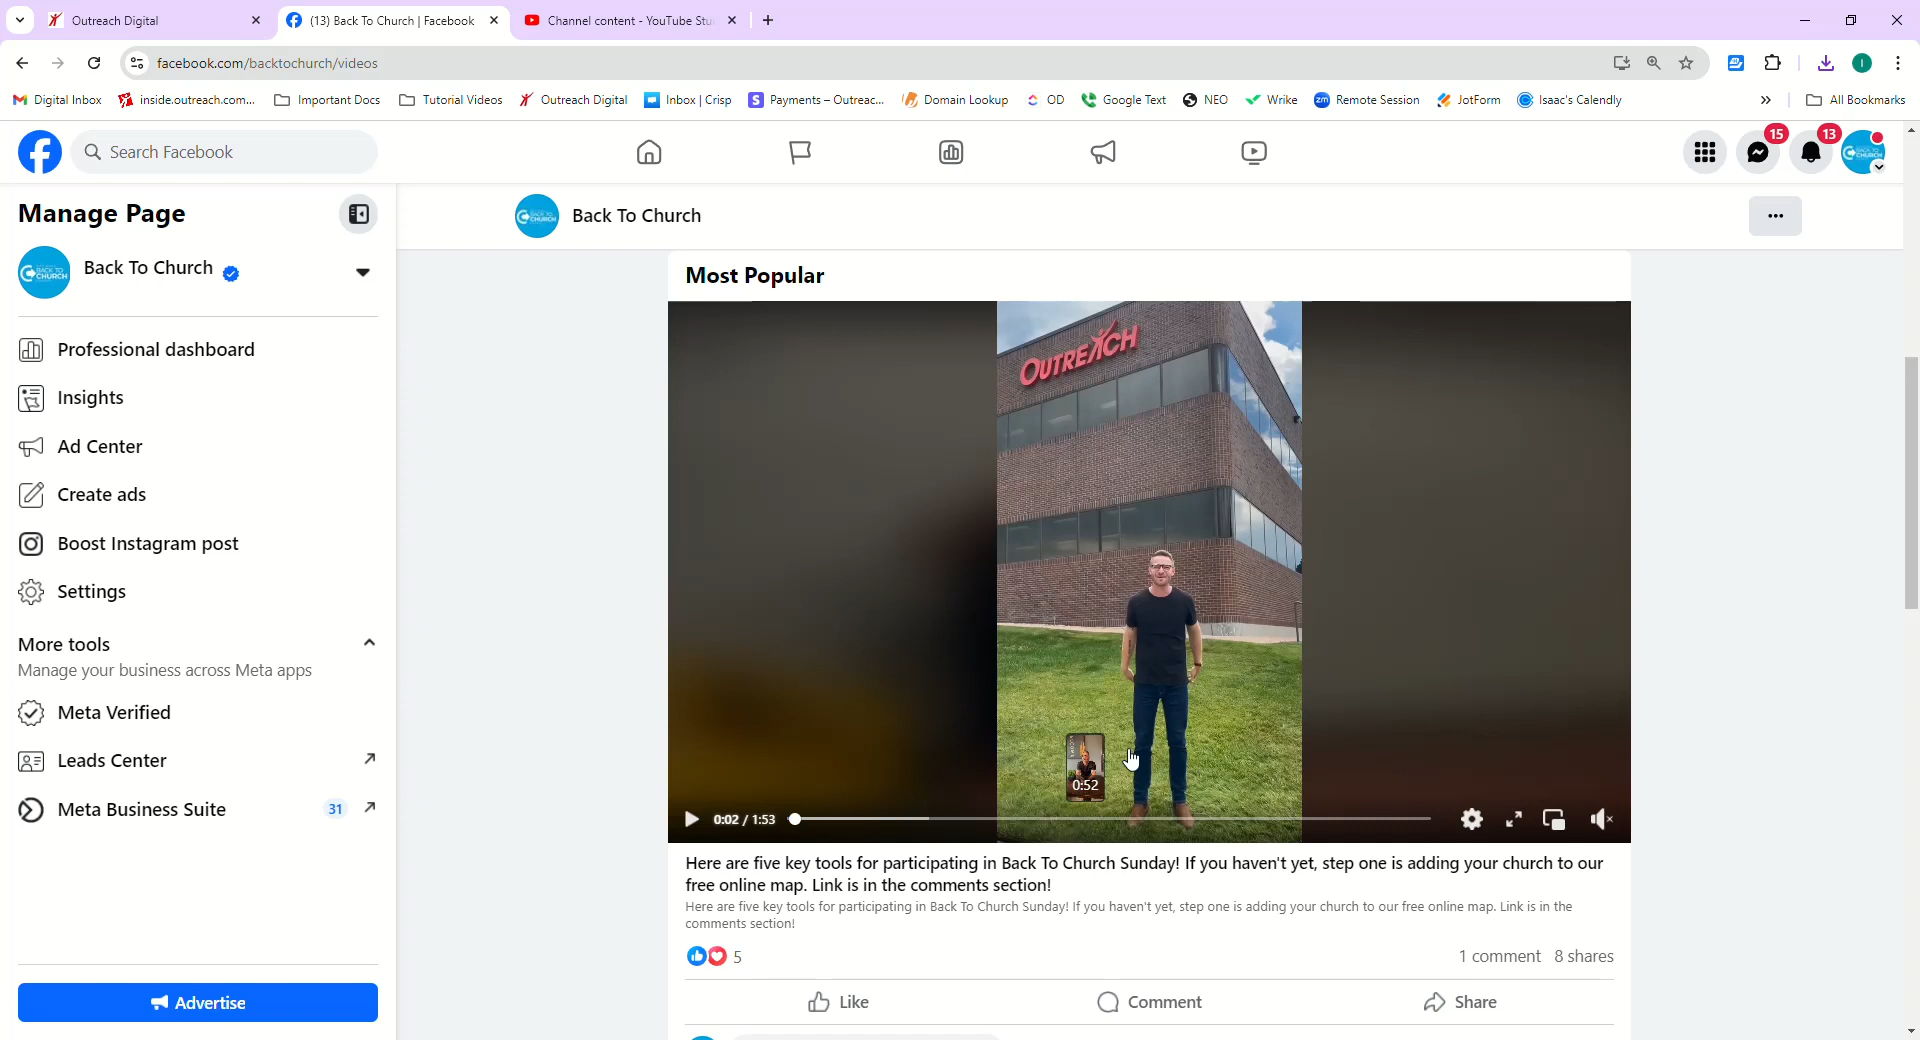 Outreach Digital
(13) Back To Church | Facebook
Channel content - YouTube Stu
facebook.com/backtochurch/videos
Digital Inbox
inside.outreach.com...
Important Docs
Tutorial Videos
Outreach Digital
Inbox | Crisp
Payments – Outreac...
Domain Lookup
OD
Google Text
NEO
Wrike
Remote Session
JotForm
Isaac's Calendly
All Bookmarks
Search Facebook
15
13
Manage Page
Back To Church
Back To Church
Professional dashboard
Insights
Ad Center
Create ads
Boost Instagram post
Settings
More tools
Manage your business across Meta apps
Meta Verified
Leads Center
Meta Business Suite
31
Advertise
Most Popular
OUTREACH
0:52
0:02 / 1:53
Here are five key tools for participating in Back To Church Sunday! If you haven't yet, step one is adding your church to our
free online map. Link is in the comments section!
Here are five key tools for participating in Back To Church Sunday! If you haven't yet, step one is adding your church to our free online map. Link is in the
comments section!
5
1 comment 8 shares
Like
Comment
Share